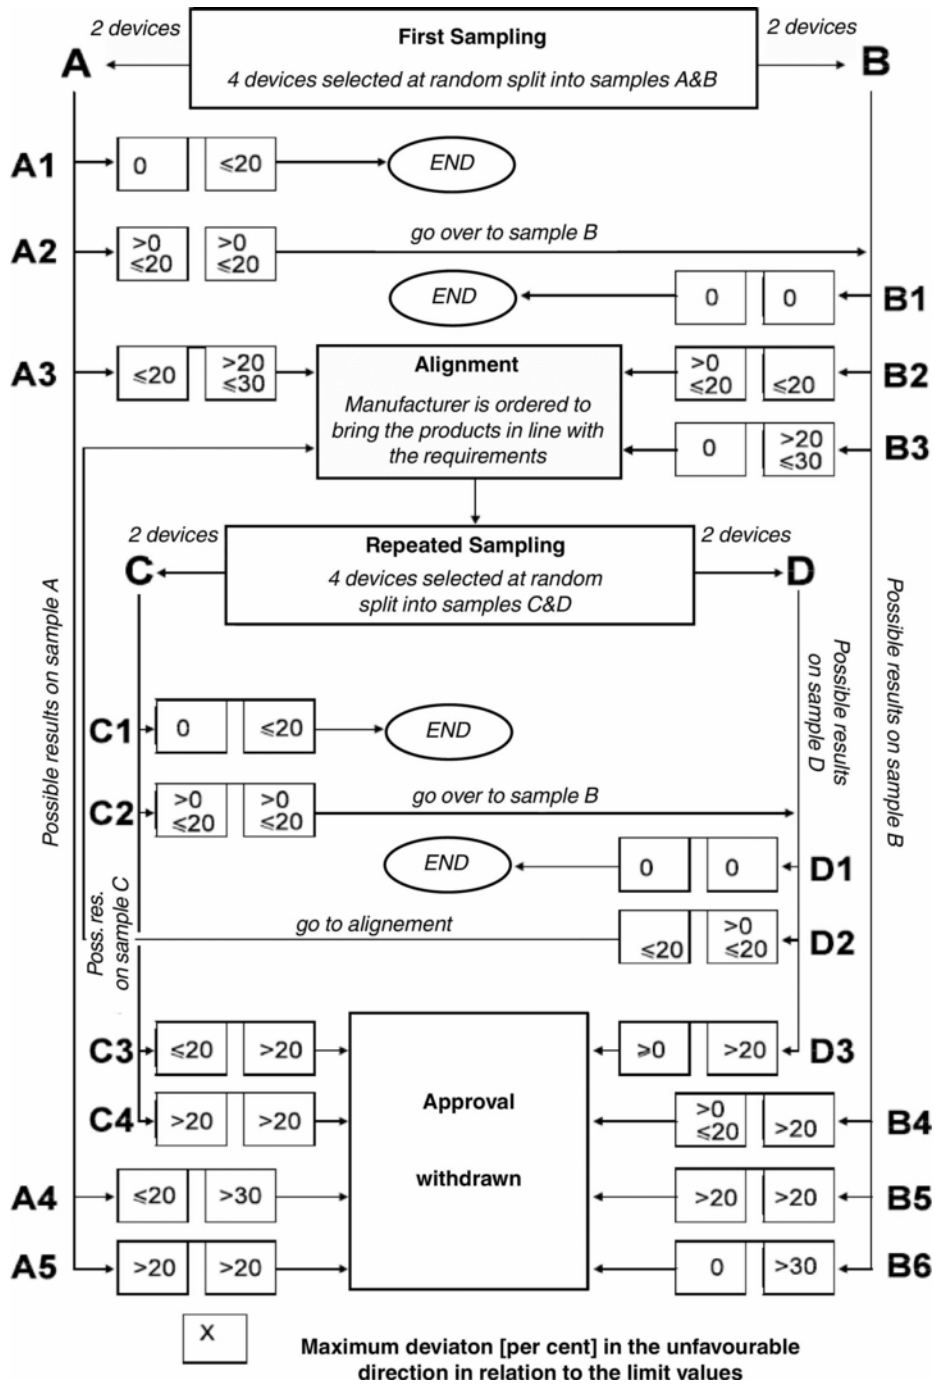 2 devices
First Sampling
2 devices
A
4 devices selected at random split into samples A&B
B
A1
0
≤20
END
A2
>0
≤20
>0
≤20
go over to sample B
END
0
0
B1
A3
≤20
>20
≤30
Alignment
Manufacturer is ordered to
bring the products in line with
the requirements
>0
≤20
≤20
B2
0
>20
≤30
B3
2 devices
Repeated Sampling
2 devices
C
4 devices selected at random
split into samples C&D
D
Possible results on sample A
Possible results
on sample D
Possible results on sample B
C1
0
≤20
END
C2
>0
≤20
>0
≤20
go over to sample B
END
0
0
D1
Poss. res.
on sample C
go to alignement
≤20
>0
≤20
D2
C3
≤20
>20
Approval
withdrawn
≥0
>20
D3
C4
>20
>20
>0
≤20
>20
B4
A4
≤20
>30
>20
>20
B5
A5
>20
>20
0
>30
B6
X
Maximum deviaton [per cent] in the unfavourable
direction in relation to the limit values